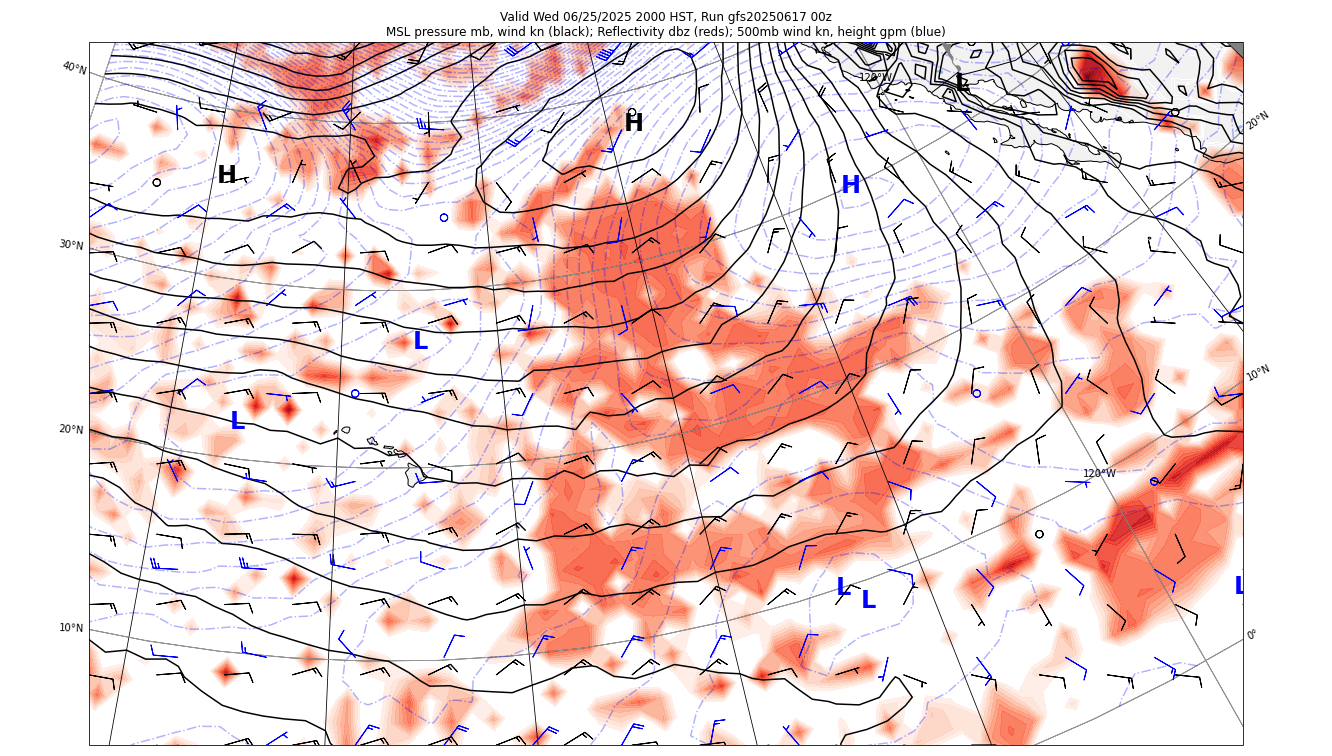 Valid Wed 06/25/2025 2000 HST, Run gfs20250617 00z
MSL pressure mb, wind kn (black); Reflectivity dbz (reds); 500mb wind kn, height gpm (blue)
40°N
120°W
L
20°N
H
H
H
30°N
L
10°N
L
20°N
120°W
L
L
L
10°N
0°